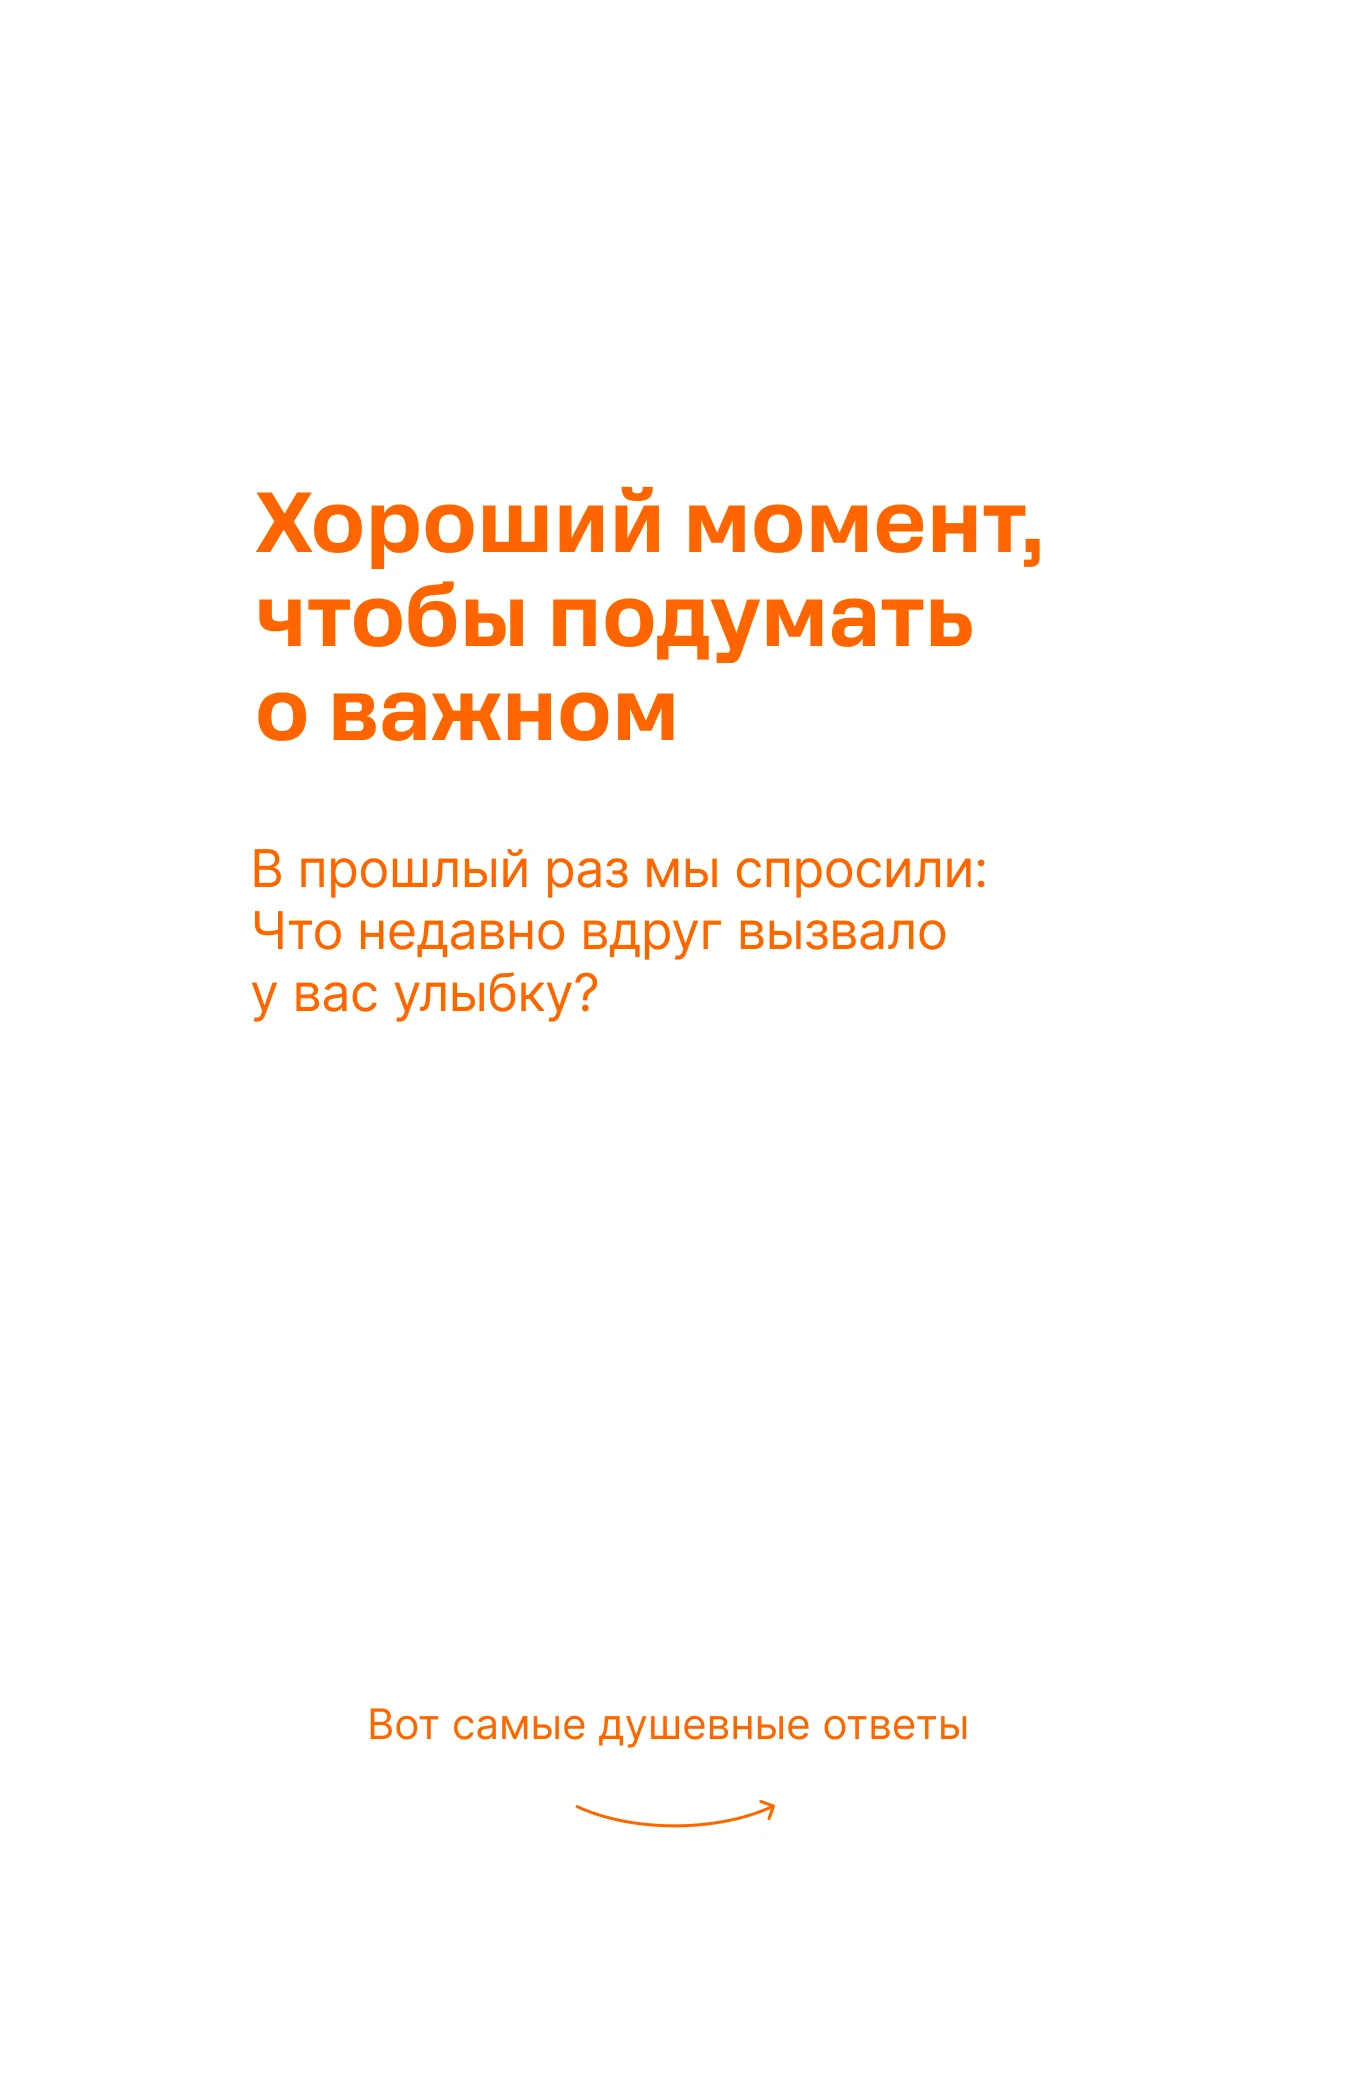 Хороший момент,
чтобы подумать
о важном
В прошлый раз мы спросили:
Что недавно вдруг вызвало
у вас улыбку?
Вот самые душевные ответы